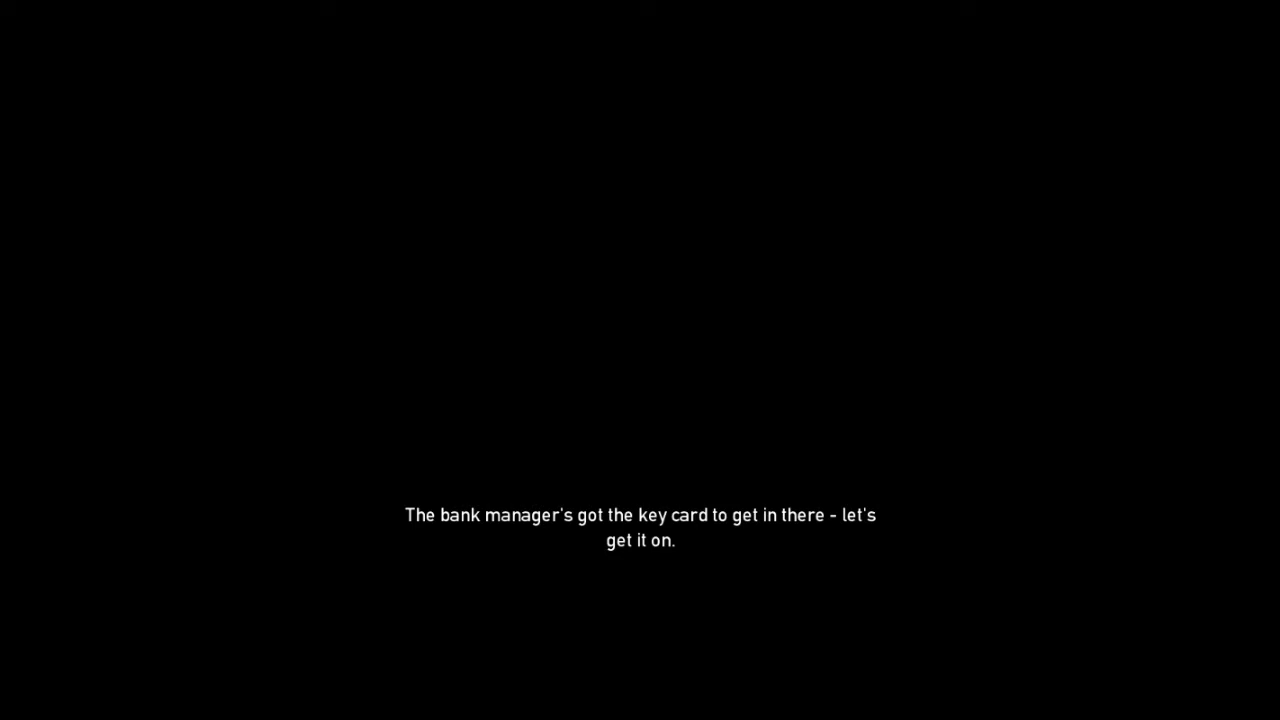 The bank manager's got the key card to get in there - let's
get it on.